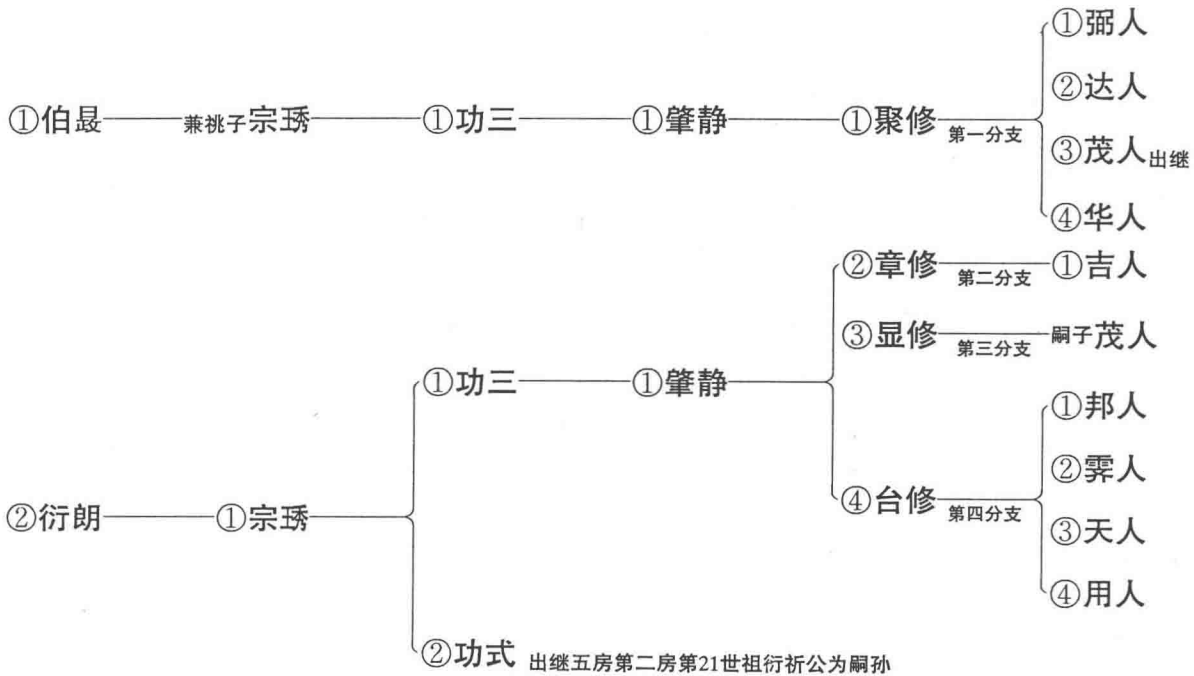 ①弼人
②达人
①伯晸 兼祧子宗琇 ①功三 ①肇静 ①聚修 第一分支
③茂人出继
④华人
②章修 第二分支 ①吉人
③显修 第三分支 嗣子茂人
①功三 ①肇静
①邦人
②霁人
④台修 第四分支
②衍朗 ①宗琇
③天人
④用人
②功式 出继五房第二房第21世祖衍祈公为嗣孙